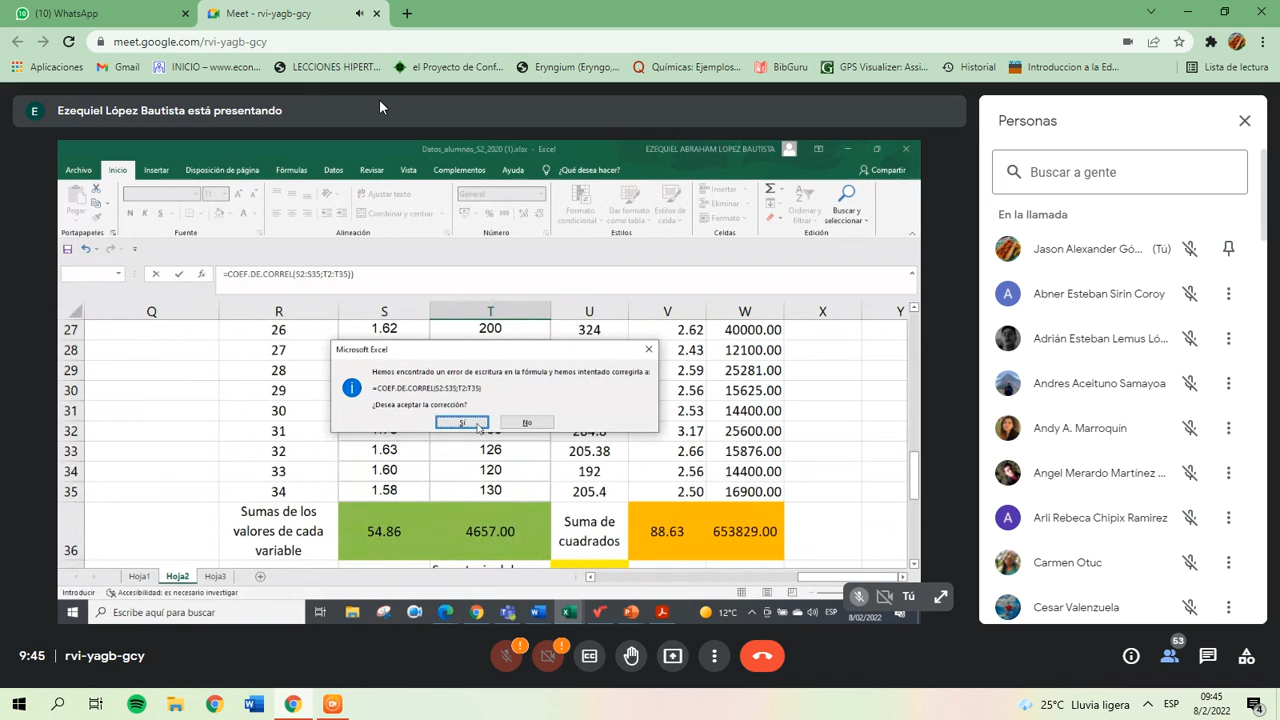 (10) WhatsApp
Meet - rvi-yagb-gcy
meet.google.com/rvi-yagb-gcy
Aplicaciones
Gmail
INICIO – www.econ...
LECCIONES HIPERT...
el Proyecto de Conf...
Eryngium (Eryngo,...
Químicas: Ejemplos...
BibGuru
GPS Visualizer: Assi...
Historial
Introduccion a la Ed...
Lista de lectura
E
Ezequiel López Bautista está presentando
Datos_alumnos_S2_2020 (1).xlsx - Excel
EZEQUIEL ABRAHAM LOPEZ BAUTISTA
Archivo
Inicio
Insertar
Disposición de página
Fórmulas
Datos
Revisar
Vista
Complementos
Ayuda
¿Qué desea hacer?
Compartir
Pegar
N K S
11
Ajustar texto
Combinar y centrar
General
Formato condicional
Dar formato como tabla
Estilos de celda
Insertar
Eliminar
Formato
Ordenar y filtrar
Buscar y seleccionar
Portapapeles
Fuente
Alineación
Número
Estilos
Celdas
Edición
=COEF.DE.CORREL(S2:S35;T2:T35))
Q R S T U V W X Y
27 26 1.62 200 324 2.62 40000.00
28 27 2.43 12100.00
29 28 2.59 25281.00
30 29 2.56 15625.00
31 30 2.53 14400.00
32 31 3.17 25600.00
33 32 1.63 126 205.38 2.66 15876.00
34 33 1.60 120 192 2.56 14400.00
35 34 1.58 130 205.4 2.50 16900.00
Sumas de los
valores de cada
variable
36
54.86
4657.00
Suma de
cuadrados
88.63
653829.00
Microsoft Excel
Hemos encontrado un error de escritura en la fórmula y hemos intentado corregirla a:
=COEF.DE.CORREL(S2:S35;T2:T35)
¿Desea aceptar la corrección?
Sí
No
Hoja1
Hoja2
Hoja3
Introducir
Accesibilidad: es necesario investigar
Escribe aquí para buscar
12°C
ESP
8/02/2022
Tú
Personas
Buscar a gente
En la llamada
Jason Alexander Gó... (Tú)
A
Abner Esteban Sirin Coroy
Adrián Esteban Lemus Ló...
Andres Aceituno Samayoa
Andy A. Marroquín
Angel Merardo Martínez ...
A
Arli Rebeca Chipix Ramirez
Carmen Otuc
Cesar Valenzuela
9:45
rvi-yagb-gcy
53
25°C Lluvia ligera
ESP
09:45
8/2/2022
4